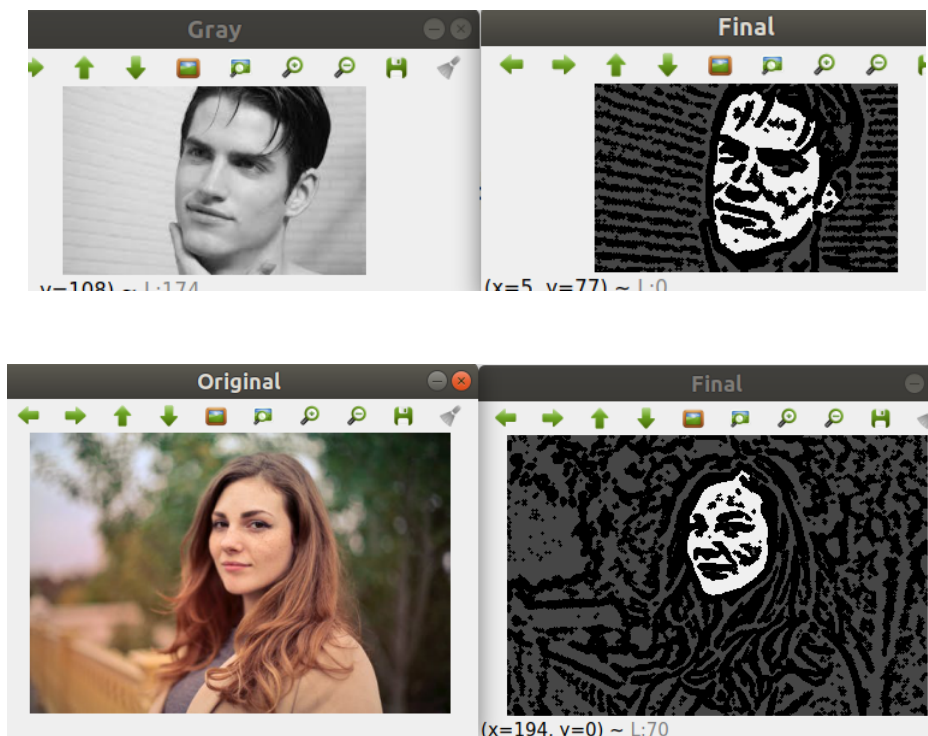 Gray
Final
y=108) ~ L:174
(x=5, y=77) ~ L:0
Original
Final
(x=194, y=0) ~ L:70